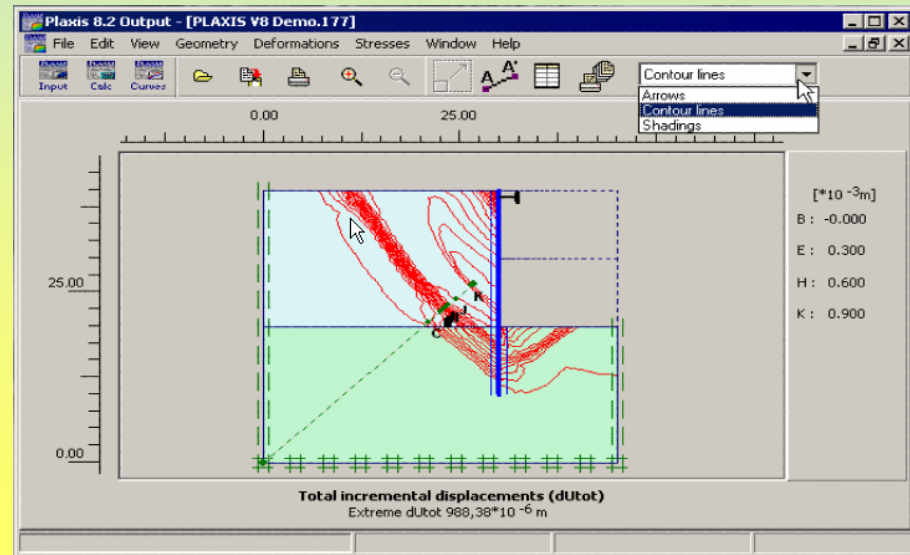 Plaxis 8.2 Output - [PLAXIS V8 Demo.177]
File Edit View Geometry Deformations Stresses Window Help
Input Calc Curves
A A'
Contour lines
Arrows
Contour lines
Shadings
0.00 25.00
[*10 -3m]
B : -0.000
E : 0.300
H : 0.600
K : 0.900
25.00
K
J
C
0.00
Total incremental displacements (dUtot)
Extreme dUtot 988,38*10 -6 m